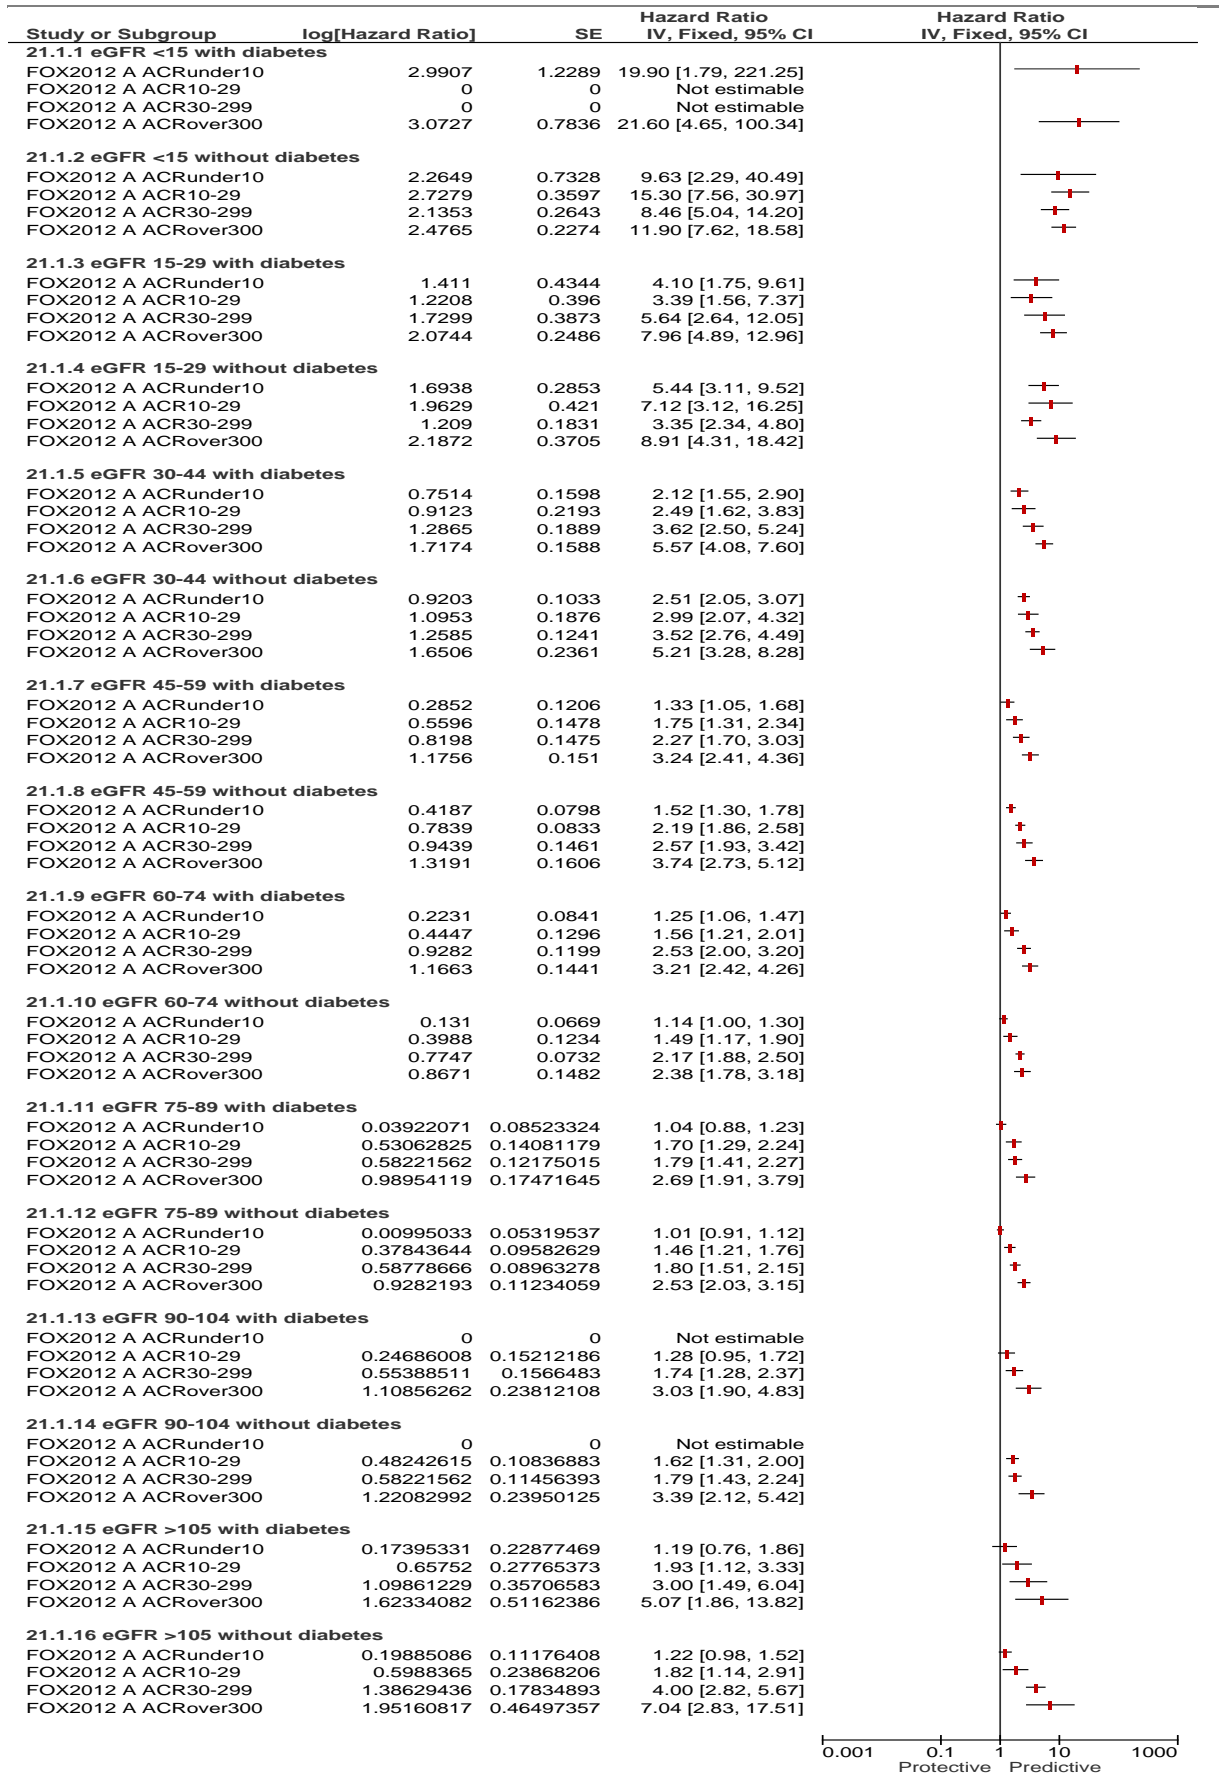 Hazard Ratio Hazard Ratio
Study or Subgroup log[Hazard Ratio] SE IV, Fixed, 95% CI IV, Fixed, 95% CI
21.1.1 eGFR <15 with diabetes
FOX2012 A ACRunder10 2.9907 1.2289 19.90 [1.79, 221.25]
FOX2012 A ACR10-29 0 0 Not estimable
FOX2012 A ACR30-299 0 0 Not estimable
FOX2012 A ACRover300 3.0727 0.7836 21.60 [4.65, 100.34]
21.1.2 eGFR <15 without diabetes
FOX2012 A ACRunder10 2.2649 0.7328 9.63 [2.29, 40.49]
FOX2012 A ACR10-29 2.7279 0.3597 15.30 [7.56, 30.97]
FOX2012 A ACR30-299 2.1353 0.2643 8.46 [5.04, 14.20]
FOX2012 A ACRover300 2.4765 0.2274 11.90 [7.62, 18.58]
21.1.3 eGFR 15-29 with diabetes
FOX2012 A ACRunder10 1.411 0.4344 4.10 [1.75, 9.61]
FOX2012 A ACR10-29 1.2208 0.396 3.39 [1.56, 7.37]
FOX2012 A ACR30-299 1.7299 0.3873 5.64 [2.64, 12.05]
FOX2012 A ACRover300 2.0744 0.2486 7.96 [4.89, 12.96]
21.1.4 eGFR 15-29 without diabetes
FOX2012 A ACRunder10 1.6938 0.2853 5.44 [3.11, 9.52]
FOX2012 A ACR10-29 1.9629 0.421 7.12 [3.12, 16.25]
FOX2012 A ACR30-299 1.209 0.1831 3.35 [2.34, 4.80]
FOX2012 A ACRover300 2.1872 0.3705 8.91 [4.31, 18.42]
21.1.5 eGFR 30-44 with diabetes
FOX2012 A ACRunder10 0.7514 0.1598 2.12 [1.55, 2.90]
FOX2012 A ACR10-29 0.9123 0.2193 2.49 [1.62, 3.83]
FOX2012 A ACR30-299 1.2865 0.1889 3.62 [2.50, 5.24]
FOX2012 A ACRover300 1.7174 0.1588 5.57 [4.08, 7.60]
21.1.6 eGFR 30-44 without diabetes
FOX2012 A ACRunder10 0.9203 0.1033 2.51 [2.05, 3.07]
FOX2012 A ACR10-29 1.0953 0.1876 2.99 [2.07, 4.32]
FOX2012 A ACR30-299 1.2585 0.1241 3.52 [2.76, 4.49]
FOX2012 A ACRover300 1.6506 0.2361 5.21 [3.28, 8.28]
21.1.7 eGFR 45-59 with diabetes
FOX2012 A ACRunder10 0.2852 0.1206 1.33 [1.05, 1.68]
FOX2012 A ACR10-29 0.5596 0.1478 1.75 [1.31, 2.34]
FOX2012 A ACR30-299 0.8198 0.1475 2.27 [1.70, 3.03]
FOX2012 A ACRover300 1.1756 0.151 3.24 [2.41, 4.36]
21.1.8 eGFR 45-59 without diabetes
FOX2012 A ACRunder10 0.4187 0.0798 1.52 [1.30, 1.78]
FOX2012 A ACR10-29 0.7839 0.0833 2.19 [1.86, 2.58]
FOX2012 A ACR30-299 0.9439 0.1461 2.57 [1.93, 3.42]
FOX2012 A ACRover300 1.3191 0.1606 3.74 [2.73, 5.12]
21.1.9 eGFR 60-74 with diabetes
FOX2012 A ACRunder10 0.2231 0.0841 1.25 [1.06, 1.47]
FOX2012 A ACR10-29 0.4447 0.1296 1.56 [1.21, 2.01]
FOX2012 A ACR30-299 0.9282 0.1199 2.53 [2.00, 3.20]
FOX2012 A ACRover300 1.1663 0.1441 3.21 [2.42, 4.26]
21.1.10 eGFR 60-74 without diabetes
FOX2012 A ACRunder10 0.131 0.0669 1.14 [1.00, 1.30]
FOX2012 A ACR10-29 0.3988 0.1234 1.49 [1.17, 1.90]
FOX2012 A ACR30-299 0.7747 0.0732 2.17 [1.88, 2.50]
FOX2012 A ACRover300 0.8671 0.1482 2.38 [1.78, 3.18]
21.1.11 eGFR 75-89 with diabetes
FOX2012 A ACRunder10 0.03922071 0.08523324 1.04 [0.88, 1.23]
FOX2012 A ACR10-29 0.53062825 0.14081179 1.70 [1.29, 2.24]
FOX2012 A ACR30-299 0.58221562 0.12175015 1.79 [1.41, 2.27]
FOX2012 A ACRover300 0.98954119 0.17471645 2.69 [1.91, 3.79]
21.1.12 eGFR 75-89 without diabetes
FOX2012 A ACRunder10 0.00995033 0.05319537 1.01 [0.91, 1.12]
FOX2012 A ACR10-29 0.37843644 0.09582629 1.46 [1.21, 1.76]
FOX2012 A ACR30-299 0.58778666 0.08963278 1.80 [1.51, 2.15]
FOX2012 A ACRover300 0.9282193 0.11234059 2.53 [2.03, 3.15]
21.1.13 eGFR 90-104 with diabetes
FOX2012 A ACRunder10 0 0 Not estimable
FOX2012 A ACR10-29 0.24686008 0.15212186 1.28 [0.95, 1.72]
FOX2012 A ACR30-299 0.55388511 0.1566483 1.74 [1.28, 2.37]
FOX2012 A ACRover300 1.10856262 0.23812108 3.03 [1.90, 4.83]
21.1.14 eGFR 90-104 without diabetes
FOX2012 A ACRunder10 0 0 Not estimable
FOX2012 A ACR10-29 0.48242615 0.10836883 1.62 [1.31, 2.00]
FOX2012 A ACR30-299 0.58221562 0.11456393 1.79 [1.43, 2.24]
FOX2012 A ACRover300 1.22082992 0.23950125 3.39 [2.12, 5.42]
21.1.15 eGFR >105 with diabetes
FOX2012 A ACRunder10 0.17395331 0.22877469 1.19 [0.76, 1.86]
FOX2012 A ACR10-29 0.65752 0.27765373 1.93 [1.12, 3.33]
FOX2012 A ACR30-299 1.09861229 0.35706583 3.00 [1.49, 6.04]
FOX2012 A ACRover300 1.62334082 0.51162386 5.07 [1.86, 13.82]
21.1.16 eGFR >105 without diabetes
FOX2012 A ACRunder10 0.19885086 0.11176408 1.22 [0.98, 1.52]
FOX2012 A ACR10-29 0.5988365 0.23868206 1.82 [1.14, 2.91]
FOX2012 A ACR30-299 1.38629436 0.17834893 4.00 [2.82, 5.67]
FOX2012 A ACRover300 1.95160817 0.46497357 7.04 [2.83, 17.51]
0.001 0.1 1 10 1000
Protective Predictive